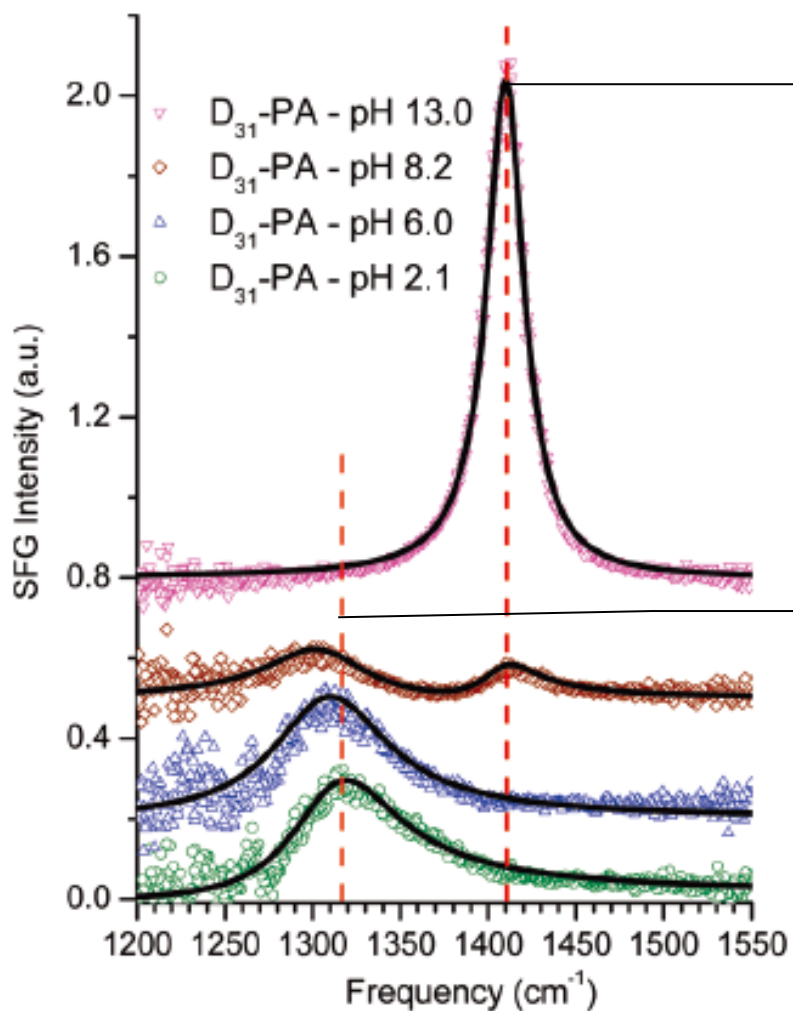 2.0
1.6
1.2
0.8
0.4
0.0
SFG Intensity (a.u.)
D₃₁-PA - pH 13.0
D₃₁-PA - pH 8.2
D₃₁-PA - pH 6.0
D₃₁-PA - pH 2.1
1200 1250 1300 1350 1400 1450 1500 1550
Frequency (cm⁻¹)